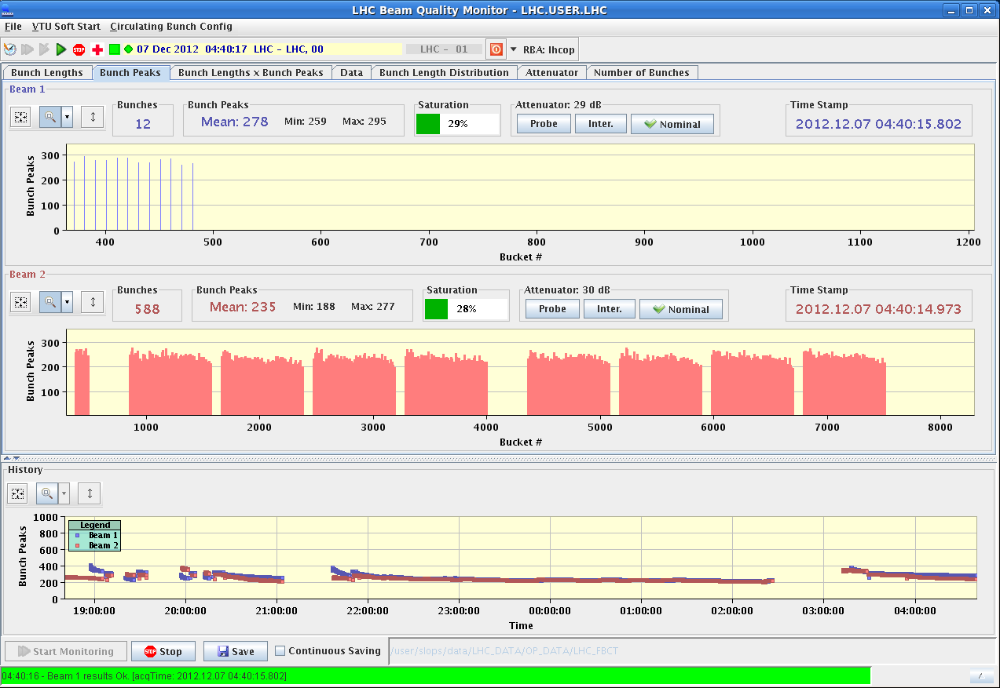 LHC Beam Quality Monitor - LHC.USER.LHC
File VTU Soft Start Circulating Bunch Config
STOP 07 Dec 2012 04:40:17 LHC - LHC, 00 LHC - 01 RBA: lhcop
Bunch Lengths Bunch Peaks Bunch Lengths x Bunch Peaks Data Bunch Length Distribution Attenuator Number of Bunches
Beam 1
Bunches Bunch Peaks Saturation Attenuator: 29 dB Time Stamp
12 Mean: 278 Min: 259 Max: 295 29% Probe Inter. Nominal 2012.12.07 04:40:15.802
Bunch Peaks
300
200
100
0
400 500 600 700 800 900 1000 1100 1200
Bucket #
Beam 2
Bunches Bunch Peaks Saturation Attenuator: 30 dB Time Stamp
588 Mean: 235 Min: 188 Max: 277 28% Probe Inter. Nominal 2012.12.07 04:40:14.973
Bunch Peaks
300
200
100
1000 2000 3000 4000 5000 6000 7000 8000
Bucket #
History
Bunch Peaks
1000
800
600
400
200
0
Legend
Beam 1
Beam 2
19:00:00 20:00:00 21:00:00 22:00:00 23:00:00 00:00:00 01:00:00 02:00:00 03:00:00 04:00:00
Time
Start Monitoring STOP Stop Save Continuous Saving /user/slops/data/LHC_DATA/OP_DATA/LHC_FBCT
04:40:16 - Beam 1 results Ok. [acqTime: 2012.12.07 04:40:15.802]